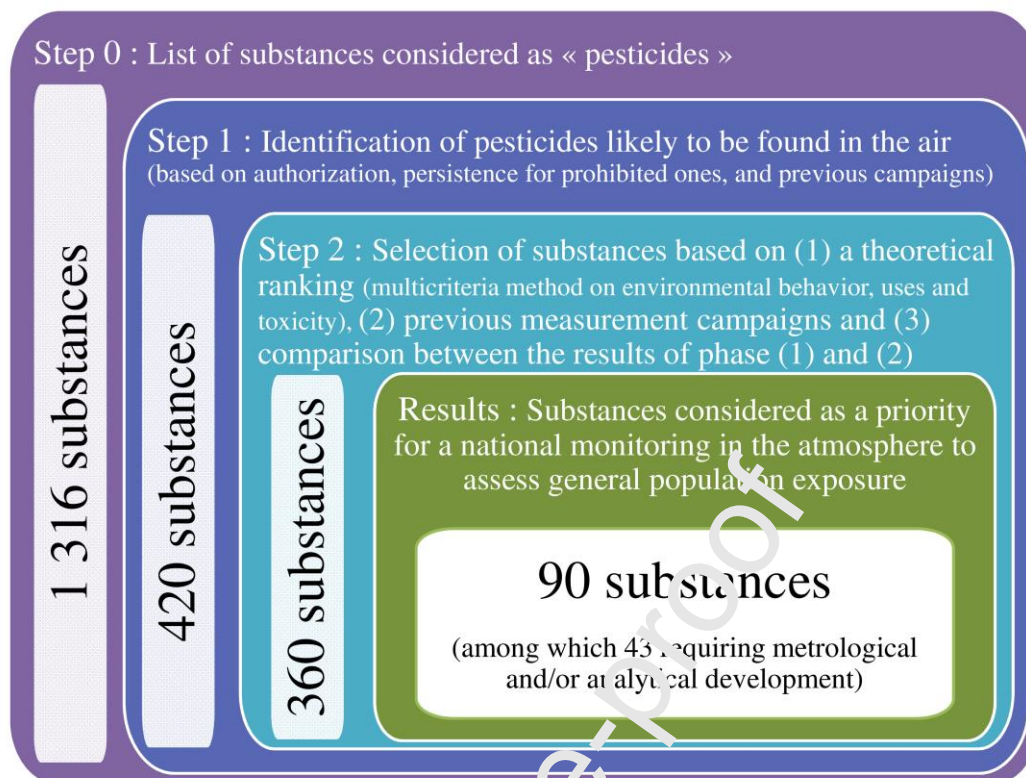 Step 0 : List of substances considered as « pesticides »
1 316 substances
Step 1 : Identification of pesticides likely to be found in the air
(based on authorization, persistence for prohibited ones, and previous campaigns)
420 substances
Step 2 : Selection of substances based on (1) a theoretical
ranking (multicriteria method on environmental behavior, uses and
toxicity), (2) previous measurement campaigns and (3)
comparison between the results of phase (1) and (2)
360 substances
Results : Substances considered as a priority
for a national monitoring in the atmosphere to
assess general population exposure
90 substances
(among which 43 requiring metrological
and/or analytical development)
e-proof